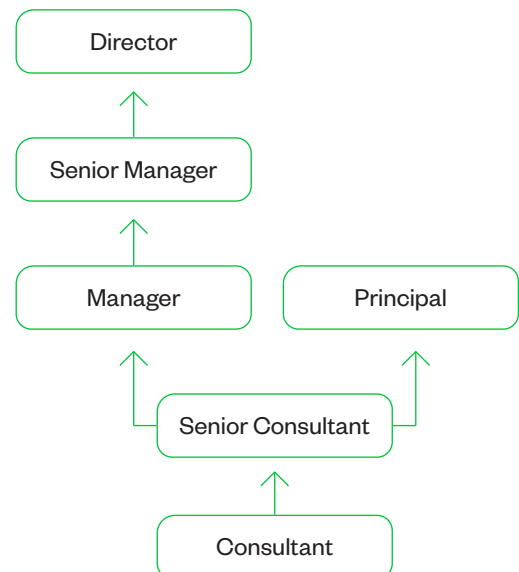 Director
Senior Manager
Manager
Principal
Senior Consultant
Consultant